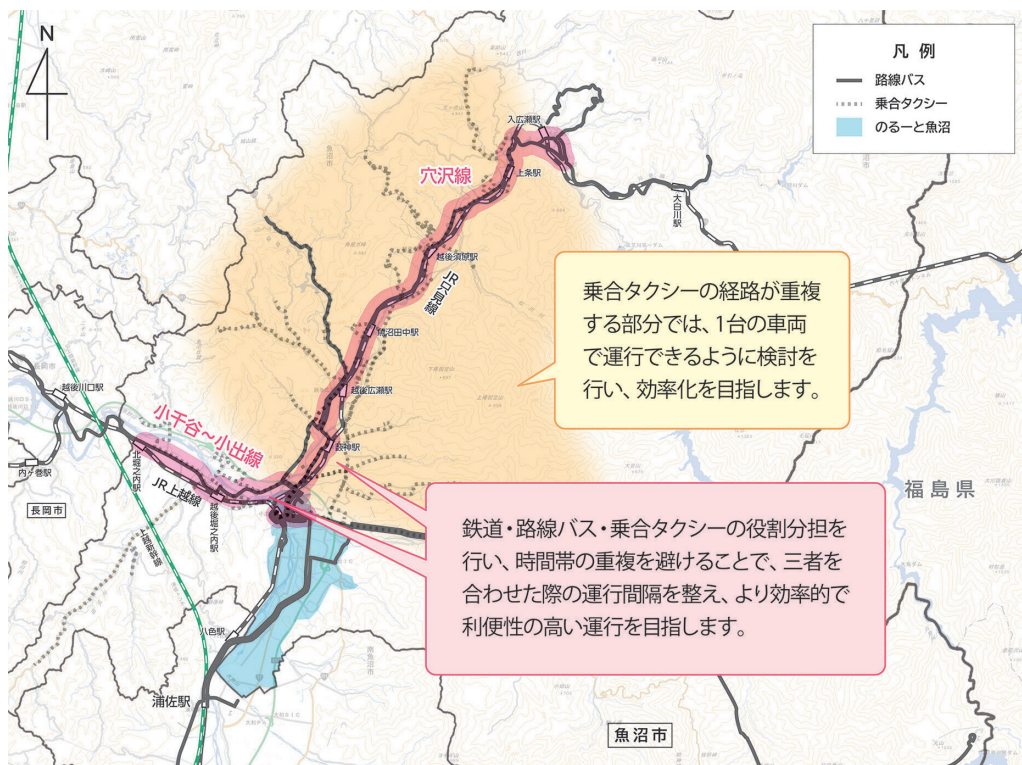 N
凡 例
路線バス
乗合タクシー
のるーと魚沼
入広瀬駅
穴沢線
上条駅
大白川駅
越後須原駅
JR只見線
魚沼田中駅
乗合タクシーの経路が重複
する部分では、1台の車両
で運行できるように検討を
行い、効率化を目指します。
越後川口駅
越後広瀬駅
小千谷～小出線
藪神駅
内ヶ巻駅
北堀之内駅
JR上越線
越後堀之内駅
長岡市
上越新幹線
福島県
鉄道・路線バス・乗合タクシーの役割分担を
行い、時間帯の重複を避けることで、三者を
合わせた際の運行間隔を整え、より効率的で
利便性の高い運行を目指します。
八色駅
南魚沼市
浦佐駅
魚沼市